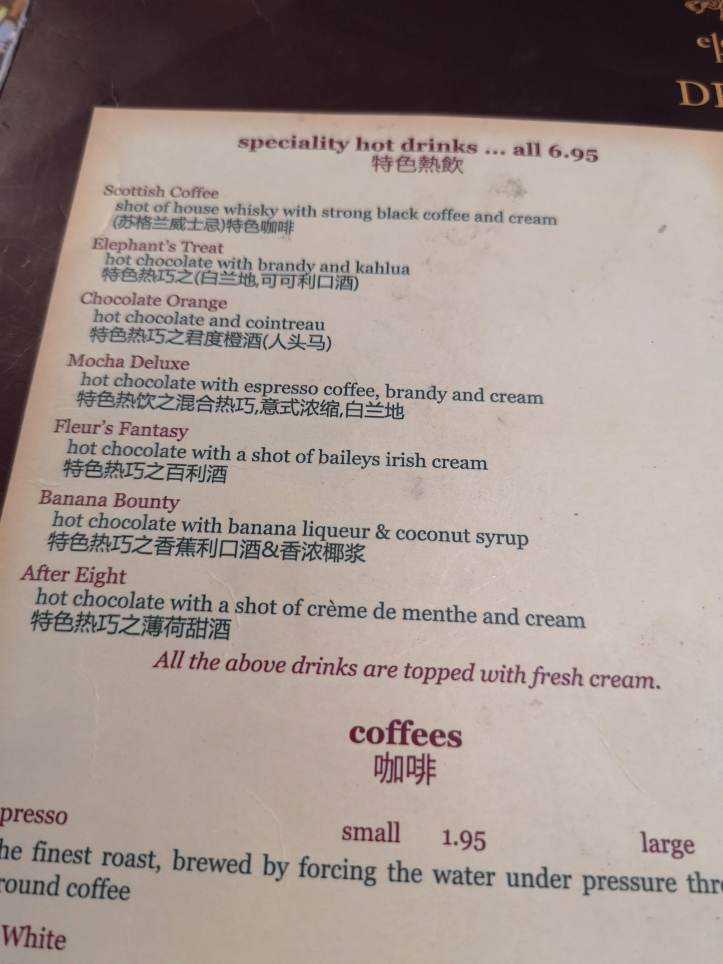 speciality hot drinks ... all 6.95
特色熱飲
Scottish Coffee
shot of house whisky with strong black coffee and cream
(苏格兰威士忌)特色咖啡
Elephant's Treat
hot chocolate with brandy and kahlua
特色热巧之(白兰地,可可利口酒)
Chocolate Orange
hot chocolate and cointreau
特色热巧之君度橙酒(人头马)
Mocha Deluxe
hot chocolate with espresso coffee, brandy and cream
特色热饮之混合热巧,意式浓缩,白兰地
Fleur's Fantasy
hot chocolate with a shot of baileys irish cream
特色热巧之百利酒
Banana Bounty
hot chocolate with banana liqueur & coconut syrup
特色热巧之香蕉利口酒&香浓椰浆
After Eight
hot chocolate with a shot of crème de menthe and cream
特色热巧之薄荷甜酒
All the above drinks are topped with fresh cream.
coffees
咖啡
presso small 1.95 large
he finest roast, brewed by forcing the water under pressure thr
round coffee
White